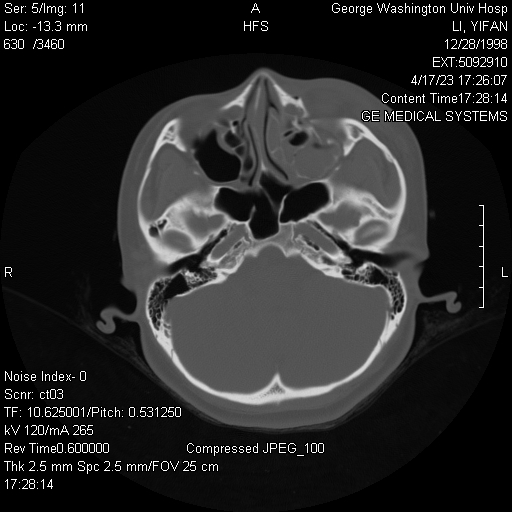 Ser: 5/Img: 11
Loc: -13.3 mm
630 /3460
A
HFS
George Washington Univ Hosp
LI, YIFAN
12/28/1998
EXT:5092910
4/17/23 17:26:07
Content Time17:28:14
GE MEDICAL SYSTEMS
R
L
Noise Index- 0
Scnr: ct03
TF: 10.625001/Pitch: 0.531250
kV 120/mA 265
Rev Time0.600000
Compressed JPEG_100
Thk 2.5 mm Spc 2.5 mm/FOV 25 cm
17:28:14